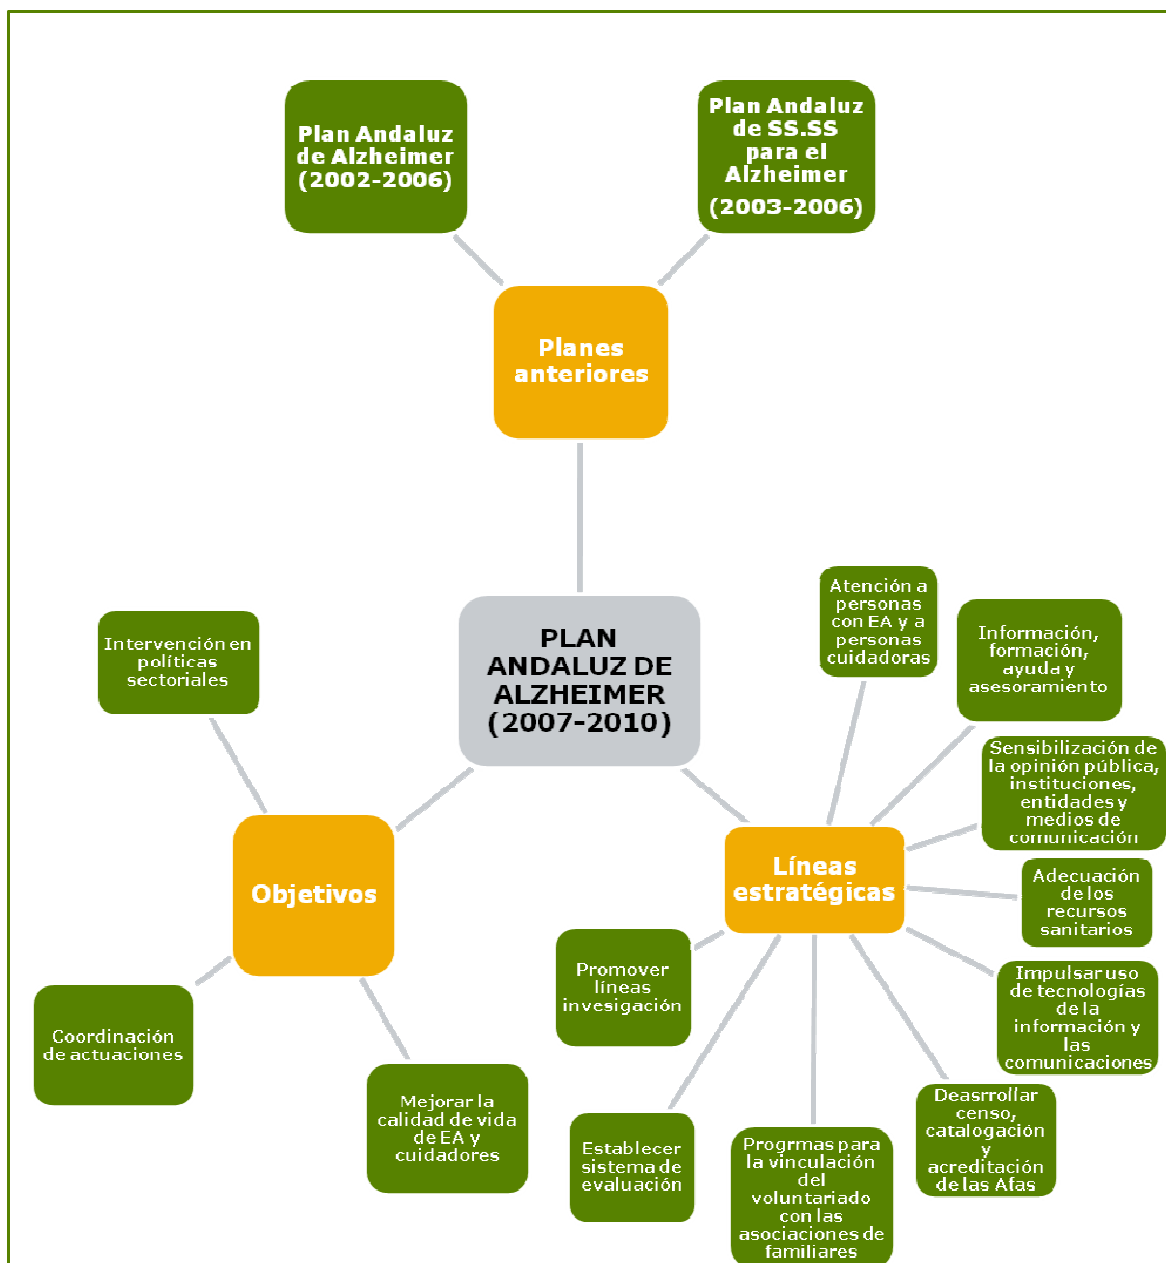 Plan Andaluz
de Alzheimer
(2002-2006)
Plan Andaluz
de SS.SS
para el
Alzheimer
(2003-2006)
Planes
anteriores
PLAN
ANDALUZ DE
ALZHEIMER
(2007-2010)
Intervención en
políticas
sectoriales
Objetivos
Coordinación
de actuaciones
Mejorar la
calidad de vida
de EA y
cuidadores
Líneas
estratégicas
Atención a
personas
con EA y a
personas
cuidadoras
Información,
formación,
ayuda y
asesoramiento
Sensibilización de
la opinión pública,
instituciones,
entidades y
medios de
comunicación
Adecuación
de los
recursos
sanitarios
Impulsar uso
de tecnologías
de la
información y
las
comunicaciones
Deasrrollar
censo,
catalogación
y
acreditación
de las Afas
Progrmas para
la vinculación
del
voluntariado
con las
asociaciones de
familiares
Establecer
sistema de
evaluación
Promover
líneas
invesigación